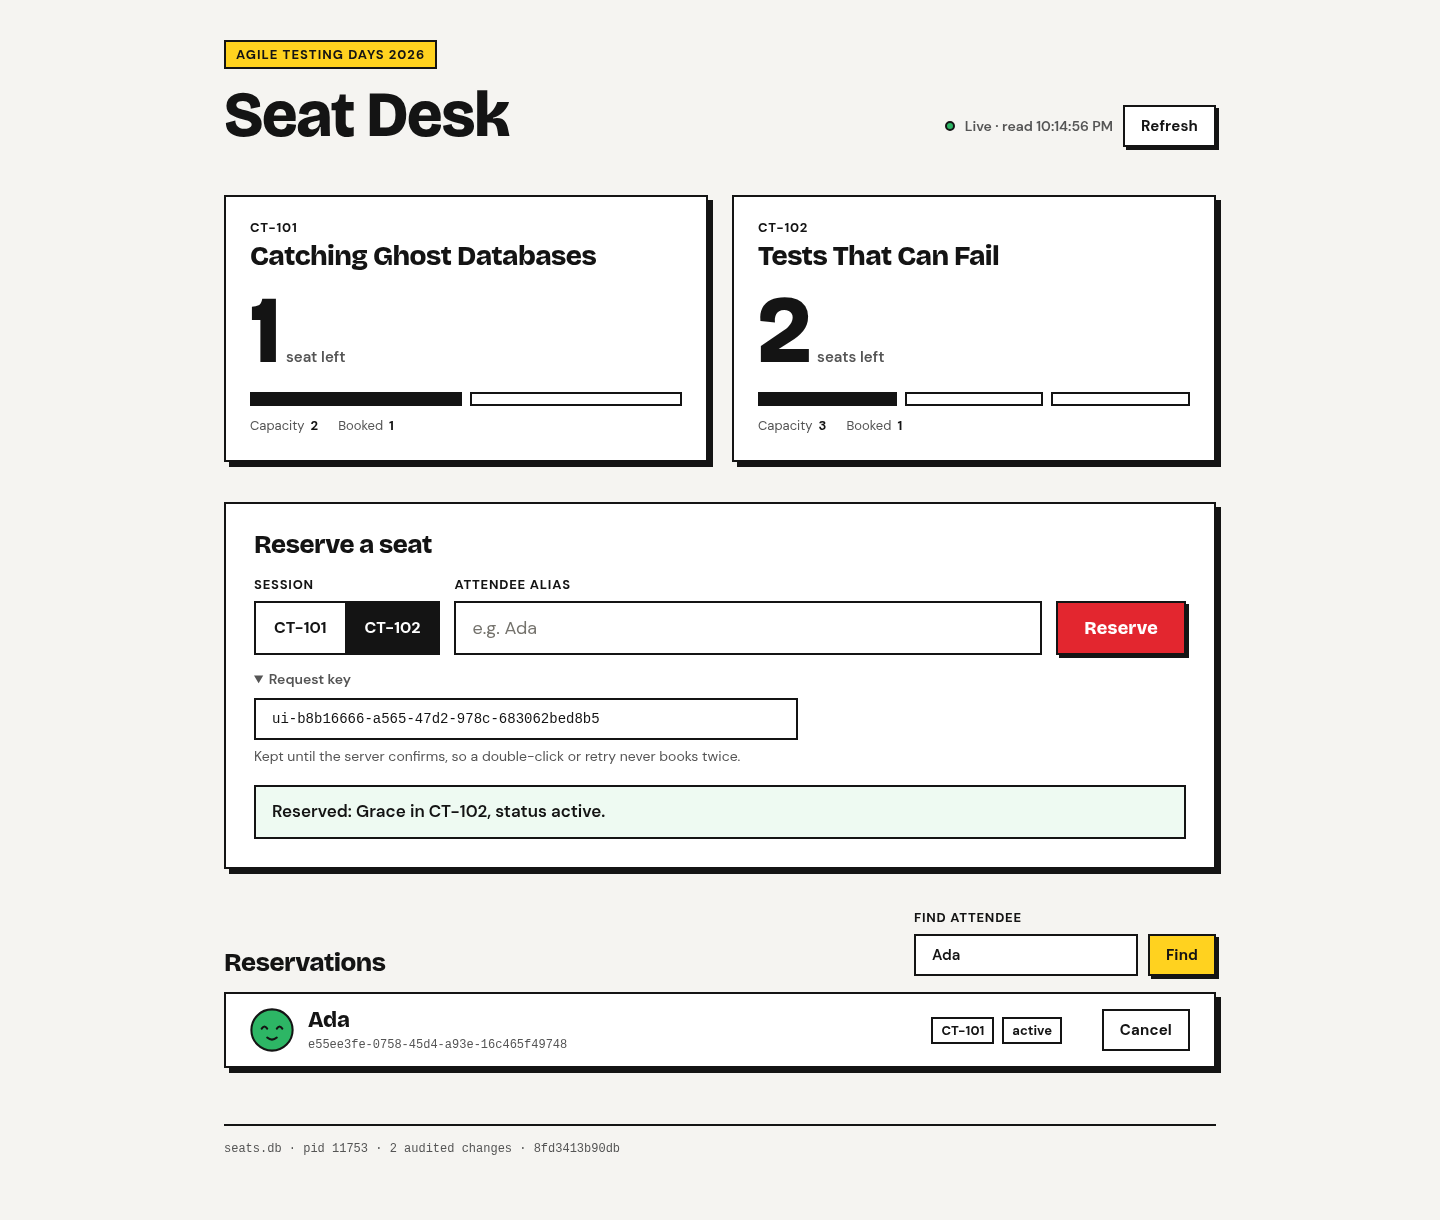 AGILE TESTING DAYS 2026
Seat Desk
Live · read 10:14:56 PM
Refresh
CT-101
Catching Ghost Databases
1 seat left
Capacity 2 Booked 1
CT-102
Tests That Can Fail
2 seats left
Capacity 3 Booked 1
Reserve a seat
SESSION
CT-101 CT-102
ATTENDEE ALIAS
e.g. Ada
Reserve
▼ Request key
ui-b8b16666-a565-47d2-978c-683062bed8b5
Kept until the server confirms, so a double-click or retry never books twice.
Reserved: Grace in CT-102, status active.
Reservations
FIND ATTENDEE
Ada
Find
Ada
e55ee3fe-0758-45d4-a93e-16c465f49748
CT-101
active
Cancel
seats.db · pid 11753 · 2 audited changes · 8fd3413b90db